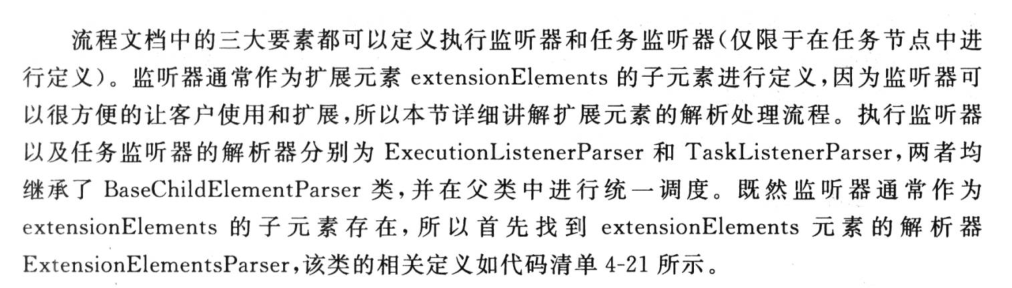 流程文档中的三大要素都可以定义执行监听器和任务监听器(仅限于在任务节点中进
行定义)。监听器通常作为扩展元素 extensionElements 的子元素进行定义,因为监听器可
以很方便的让客户使用和扩展,所以本节详细讲解扩展元素的解析处理流程。执行监听器
以及任务监听器的解析器分别为 ExecutionListenerParser 和 TaskListenerParser,两者均
继承了 BaseChildElementParser 类,并在父类中进行统一调度。既然监听器通常作为
extensionElements 的子元素存在,所以首先找到 extensionElements 元素的解析器
ExtensionElementsParser,该类的相关定义如代码清单 4-21 所示。